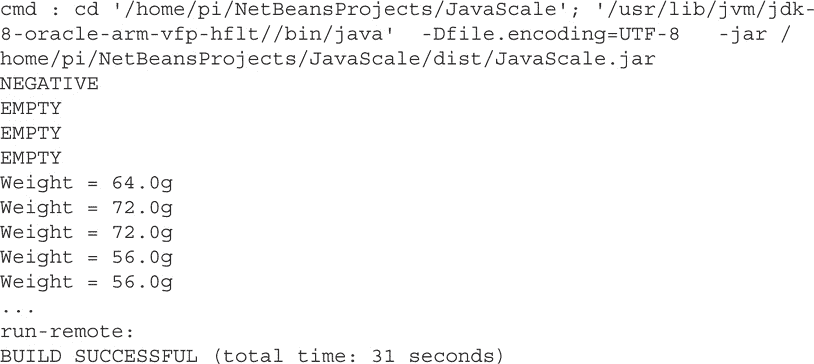 cmd : cd '/home/pi/NetBeansProjects/JavaScale'; '/usr/lib/jvm/jdk-
8-oracle-arm-vfp-hflt//bin/java'  -Dfile.encoding=UTF-8   -jar /
home/pi/NetBeansProjects/JavaScale/dist/JavaScale.jar
NEGATIVE
EMPTY
EMPTY
EMPTY
Weight = 64.0g
Weight = 72.0g
Weight = 72.0g
Weight = 56.0g
Weight = 56.0g
...
run-remote:
BUILD SUCCESSFUL (total time: 31 seconds)